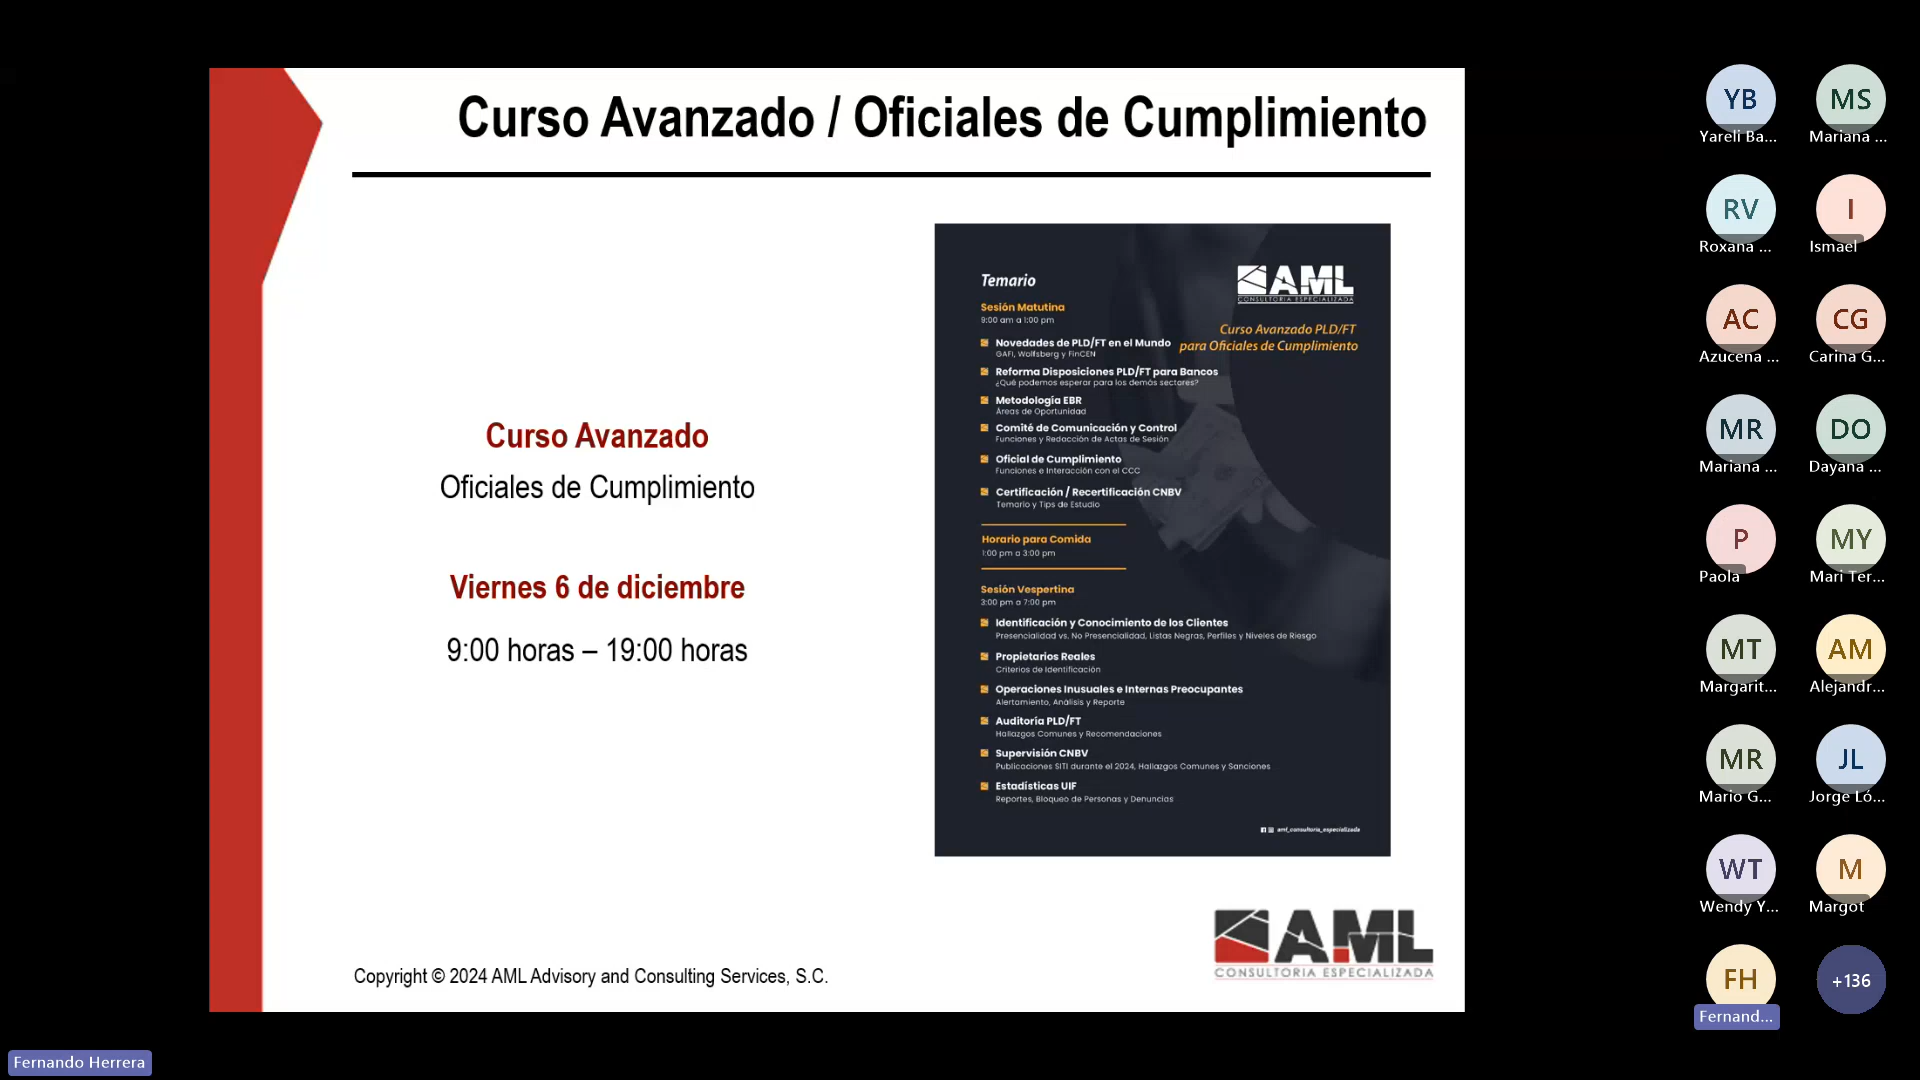 Curso Avanzado / Oficiales de Cumplimiento
Curso Avanzado
Oficiales de Cumplimiento
Viernes 6 de diciembre
9:00 horas – 19:00 horas
Temario
AML
CONSULTORIA ESPECIALIZADA
Curso Avanzado PLD/FT
para Oficiales de Cumplimiento
Sesión Matutina
9:00 am a 1:00 pm
Novedades de PLD/FT en el Mundo
GAFI, Wolfsberg y FinCEN
Reforma Disposiciones PLD/FT para Bancos
¿Qué podemos esperar para los demás sectores?
Metodología EBR
Áreas de Oportunidad
Comité de Comunicación y Control
Funciones y Redacción de Actas de Sesión
Oficial de Cumplimiento
Funciones e Interacción con el CCC
Certificación / Recertificación CNBV
Temario y Tips de Estudio
Horario para Comida
1:00 pm a 3:00 pm
Sesión Vespertina
3:00 pm a 7:00 pm
Identificación y Conocimiento de los Clientes
Presencialidad vs. No Presencialidad, Listas Negras, Perfiles y Niveles de Riesgo
Propietarios Reales
Criterios de Identificación
Operaciones Inusuales e Internas Preocupantes
Alertamiento, Análisis y Reporte
Auditoría PLD/FT
Hallazgos Comunes y Recomendaciones
Supervisión CNBV
Publicaciones SITI durante el 2024, Hallazgos Comunes y Sanciones
Estadísticas UIF
Reportes, Bloqueo de Personas y Denuncias
aml_consultoria_especializada
AML
CONSULTORIA ESPECIALIZADA
Copyright © 2024 AML Advisory and Consulting Services, S.C.
YB MS
Yareli Ba... Mariana ...
RV I
Roxana ... Ismael
AC CG
Azucena ... Carina G...
MR DO
Mariana ... Dayana ...
P MY
Paola Mari Ter...
MT AM
Margarit... Alejandr...
MR JL
Mario G... Jorge Ló...
WT M
Wendy Y... Margot
FH +136
Fernand...
Fernando Herrera